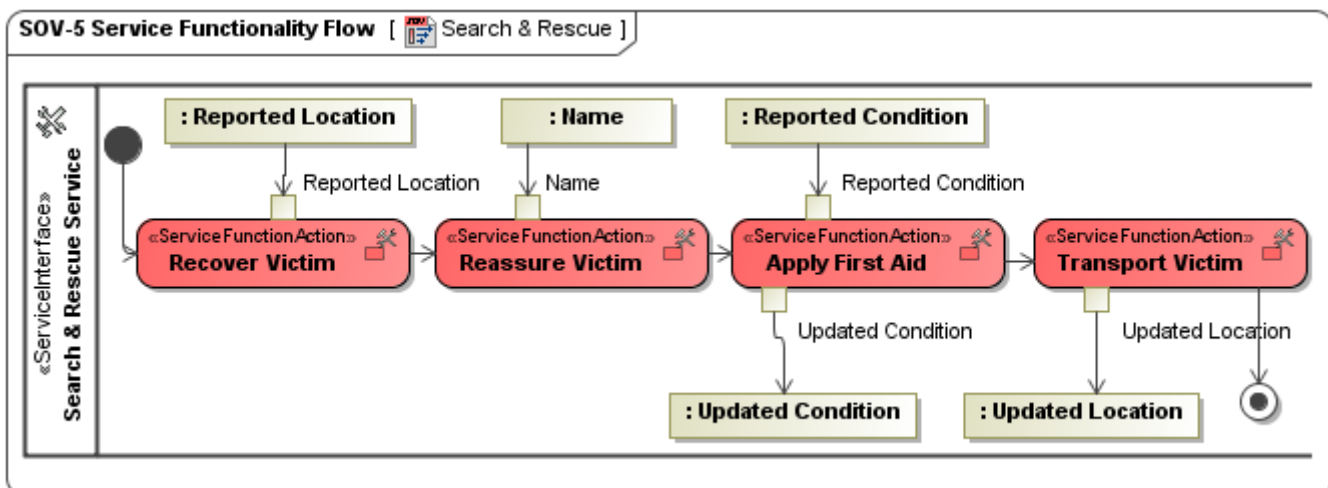 SOV-5 Service Functionality Flow [ SOV Search & Rescue ]
«ServiceInterface»
Search & Rescue Service
: Reported Location
: Name
: Reported Condition
Reported Location
Name
Reported Condition
«ServiceFunctionAction»
Recover Victim
«ServiceFunctionAction»
Reassure Victim
«ServiceFunctionAction»
Apply First Aid
«ServiceFunctionAction»
Transport Victim
Updated Condition
Updated Location
: Updated Condition
: Updated Location